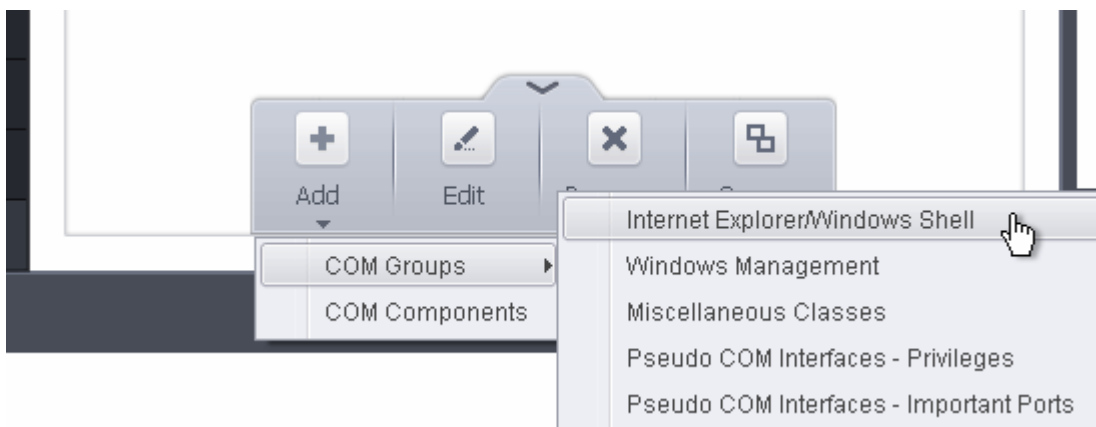 Add
Edit
COM Groups
COM Components
Internet Explorer/Windows Shell
Windows Management
Miscellaneous Classes
Pseudo COM Interfaces - Privileges
Pseudo COM Interfaces - Important Ports